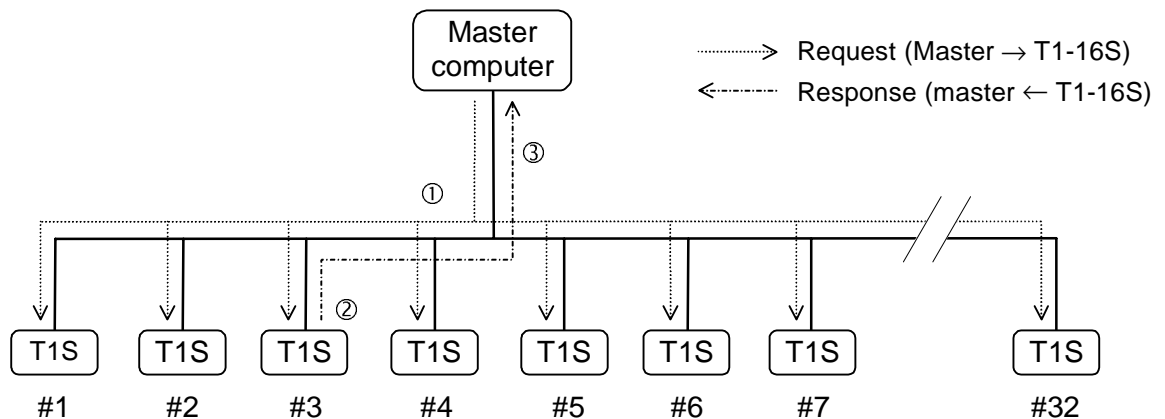 Master
computer
Request (Master → T1-16S)
Response (master ← T1-16S)
③
①
②
T1S T1S T1S T1S T1S T1S T1S T1S
#1 #2 #3 #4 #5 #6 #7 #32